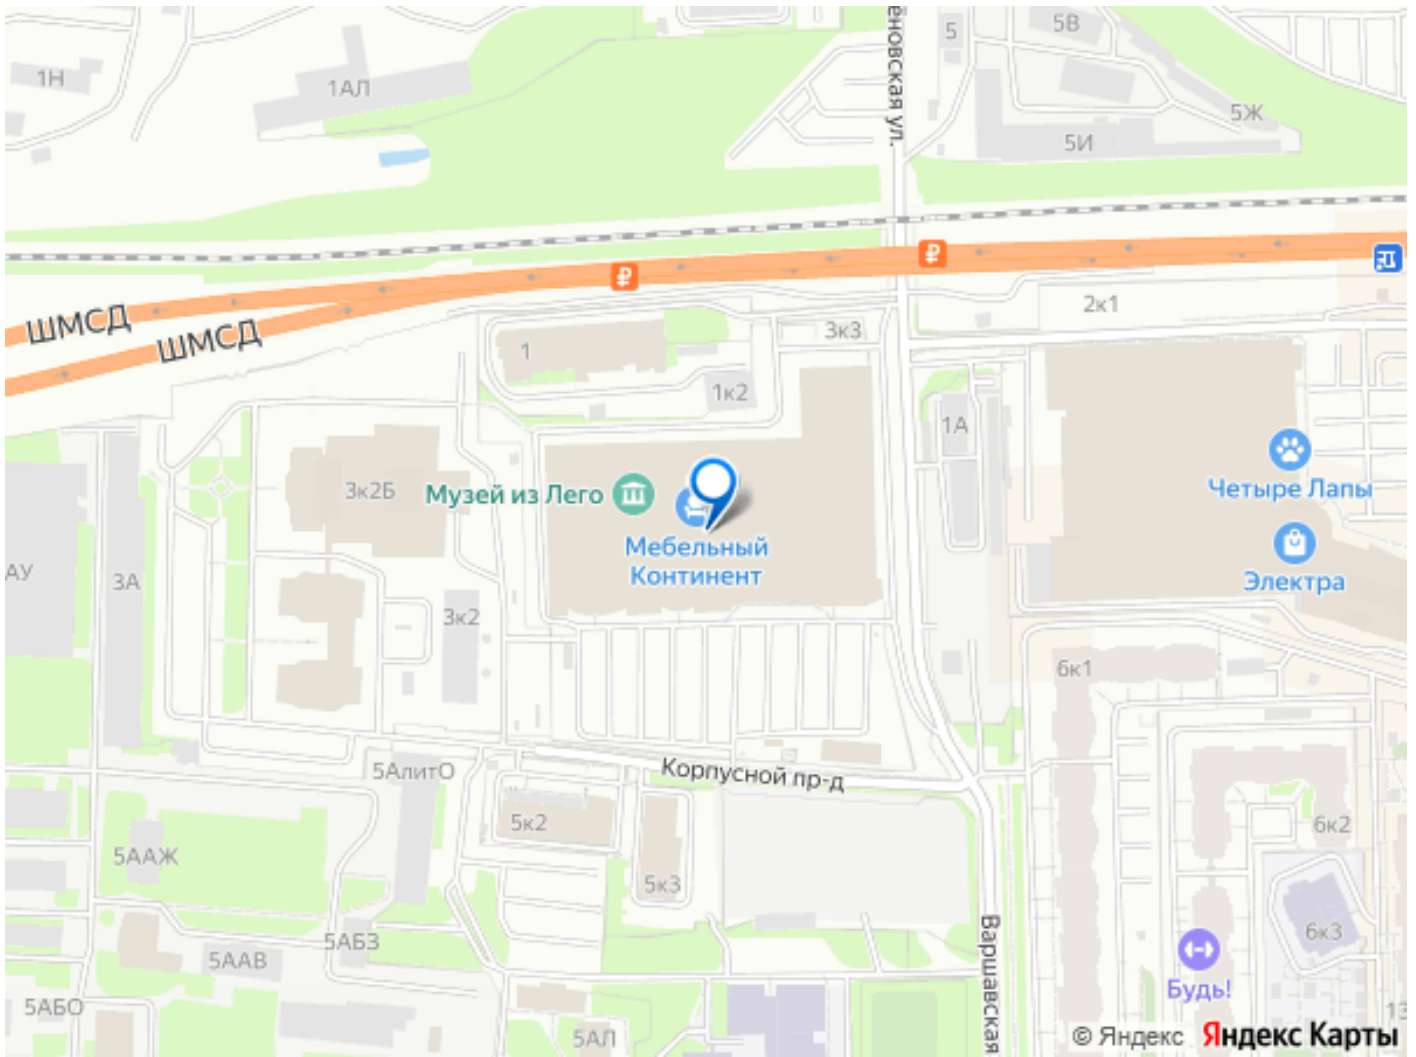 5В
5
1Н
1АЛ
5Ж
еновская ул.
5И
2к1
ШМСД
ШМСД
3к3
1
1к2
1А
3к2Б
Музей из Лего
Четыре Лапы
Мебельный
Континент
АУ
3А
Электра
3к2
6к1
5АлитО
Корпусной пр-д
5к2
6к2
5ААЖ
5к3
6к3
5АБЗ
5ААВ
Варшавская
Будь!
5АБО
5АЛ
13
© Яндекс Яндекс Карты